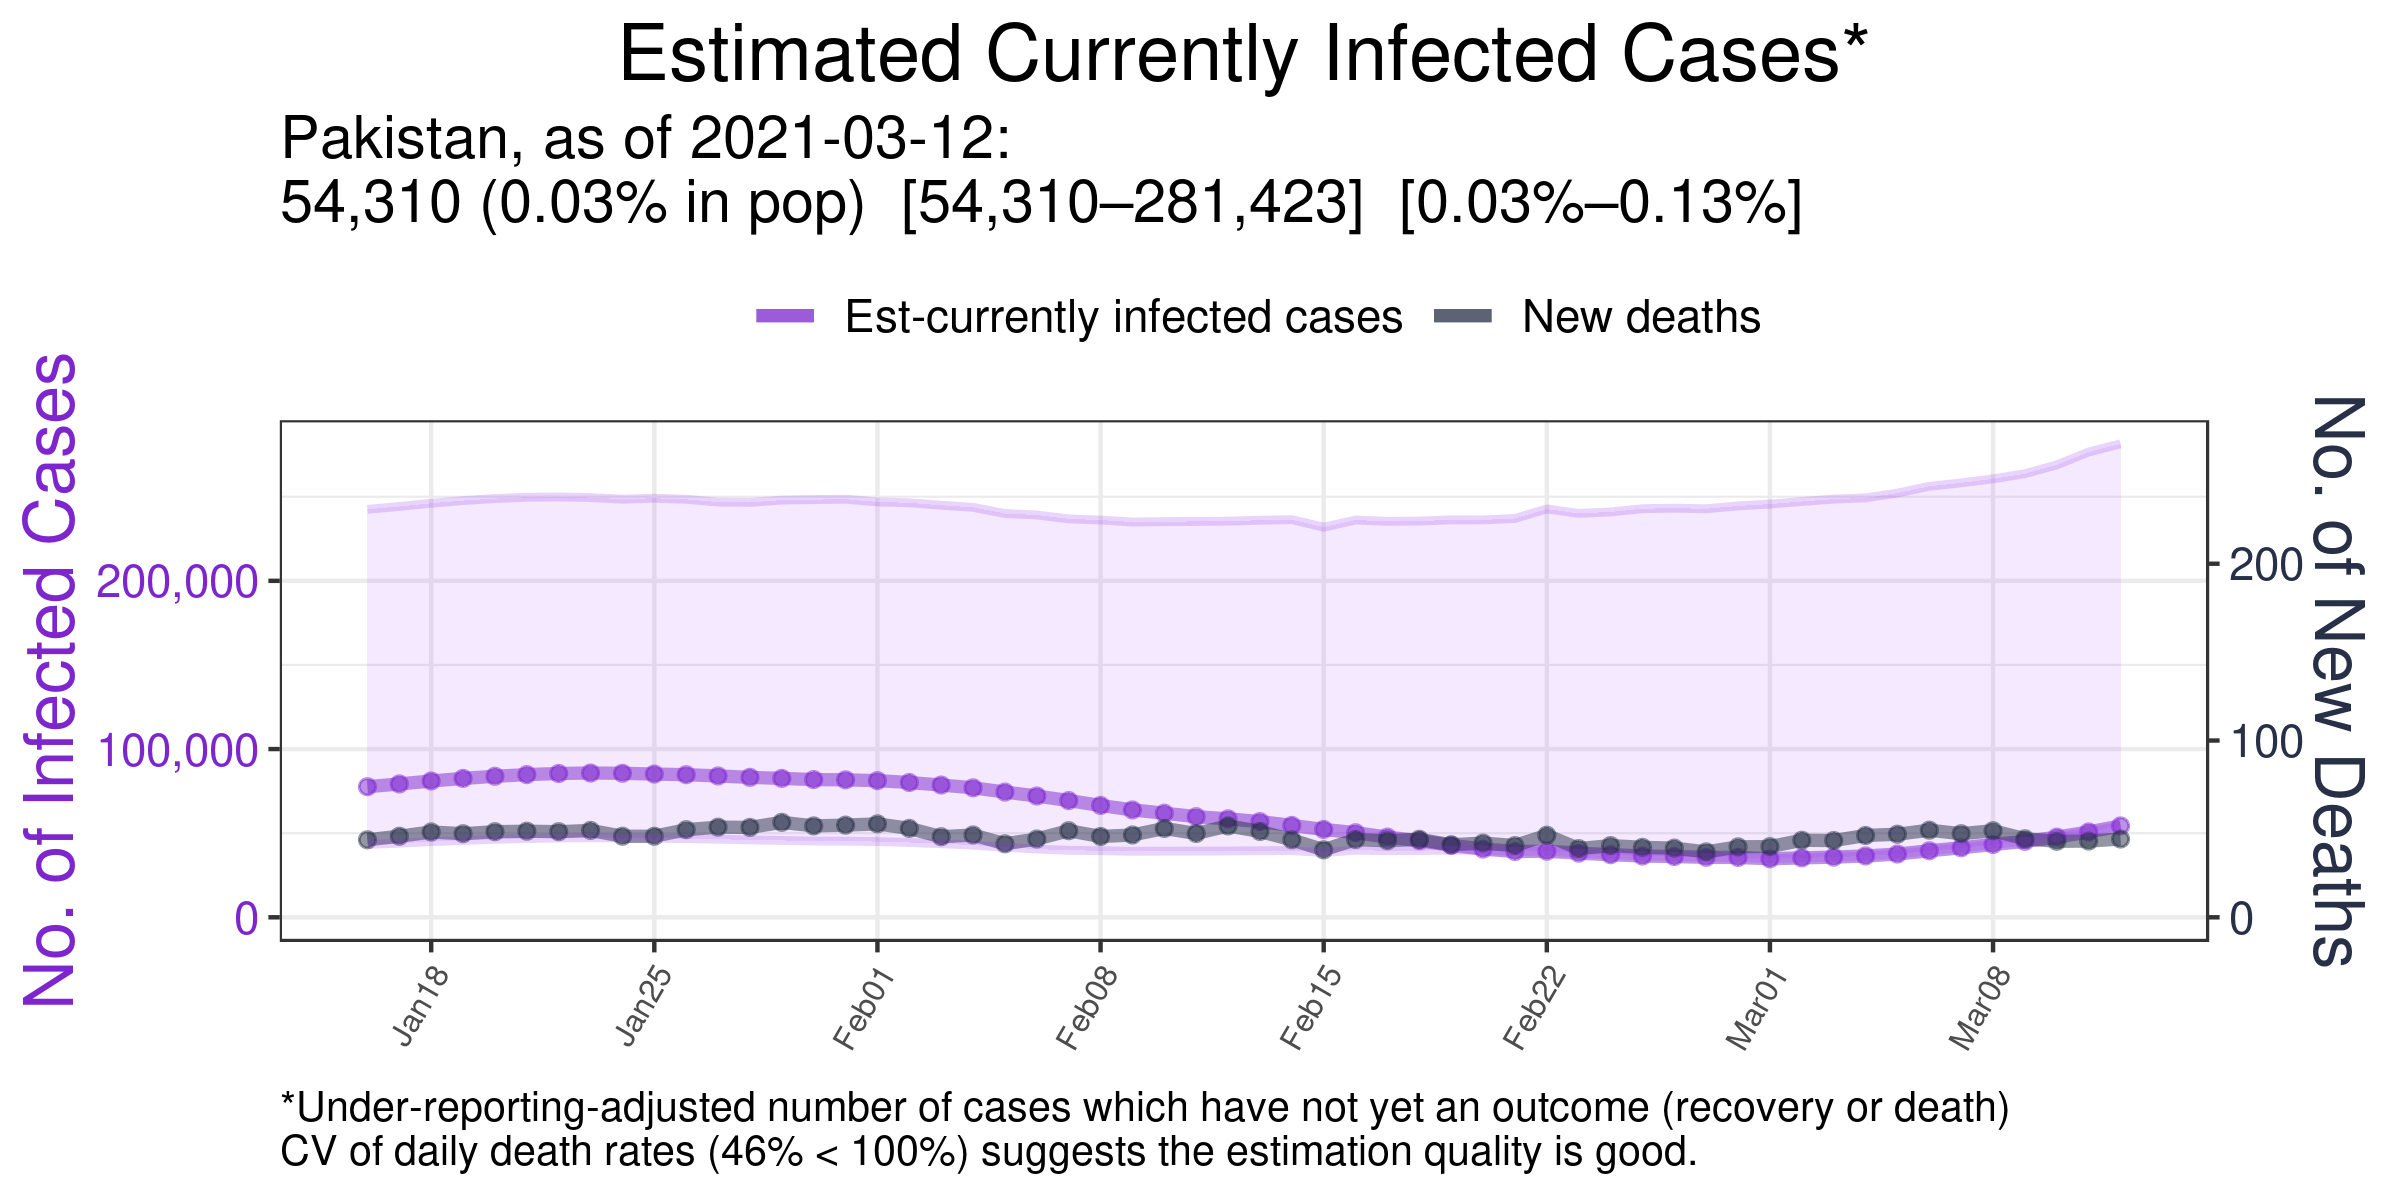 Estimated Currently Infected Cases*
Pakistan, as of 2021-03-12:
54,310 (0.03% in pop) [54,310–281,423] [0.03%–0.13%]
Est-currently infected cases New deaths
No. of Infected Cases
200,000
100,000
0
No. of New Deaths
200
100
0
Jan18 Jan25 Feb01 Feb08 Feb15 Feb22 Mar01 Mar08
*Under-reporting-adjusted number of cases which have not yet an outcome (recovery or death)
CV of daily death rates (46% < 100%) suggests the estimation quality is good.